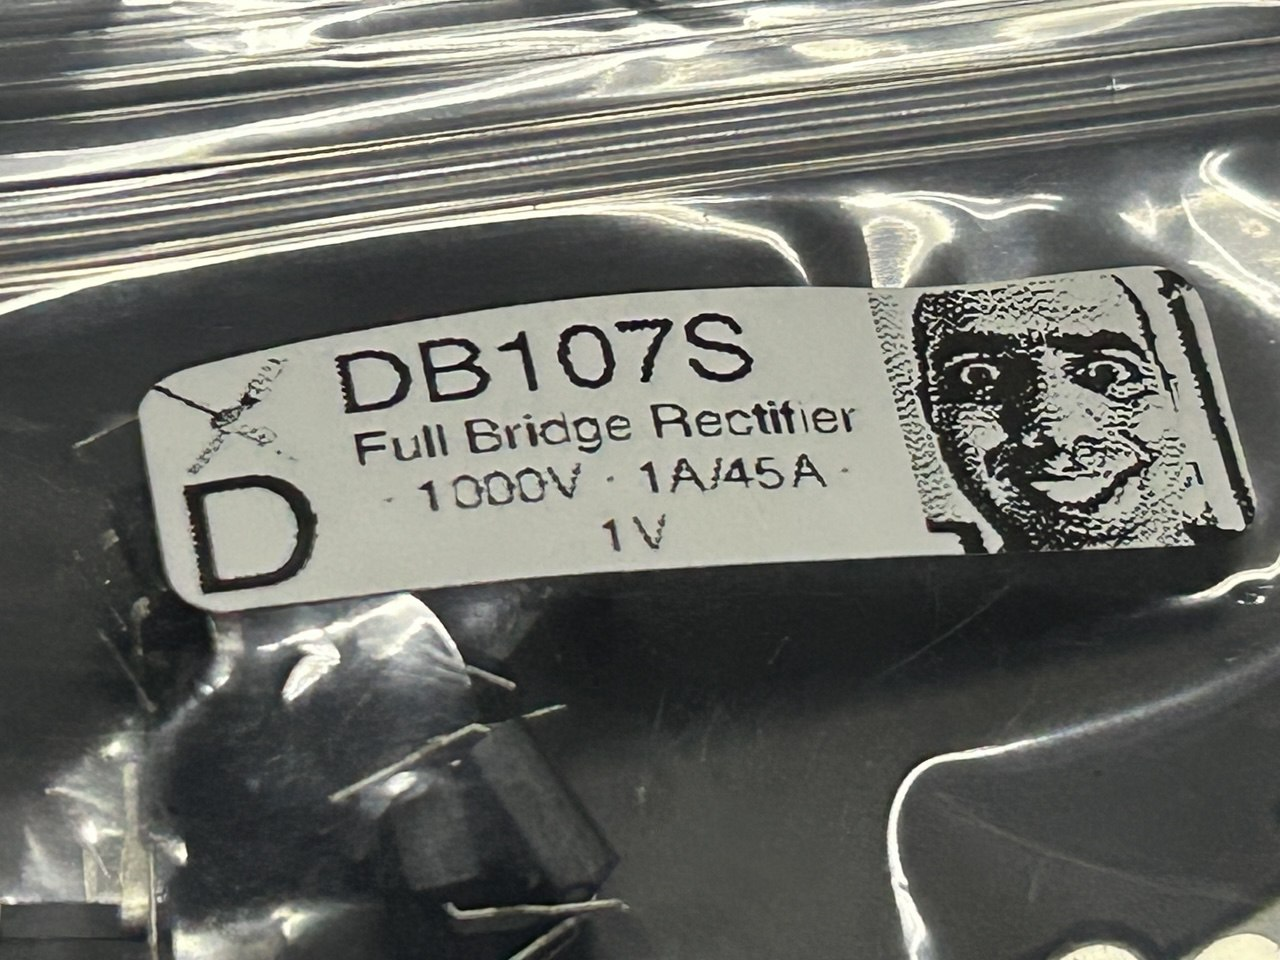 DB107S
Full Bridge Rectifier
· 1000V · 1A/45A ·
1V
D